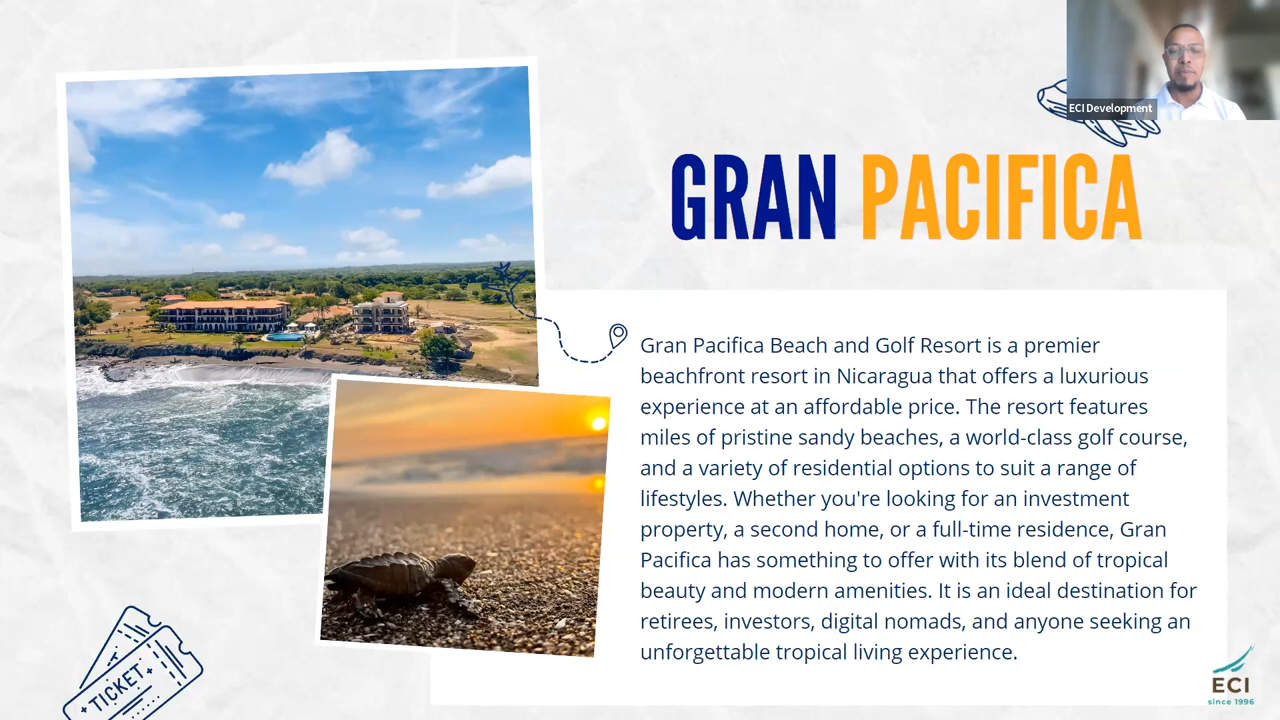 ECI Development
GRAN PACIFICA
Gran Pacifica Beach and Golf Resort is a premier
beachfront resort in Nicaragua that offers a luxurious
experience at an affordable price. The resort features
miles of pristine sandy beaches, a world-class golf course,
and a variety of residential options to suit a range of
lifestyles. Whether you're looking for an investment
property, a second home, or a full-time residence, Gran
Pacifica has something to offer with its blend of tropical
beauty and modern amenities. It is an ideal destination for
retirees, investors, digital nomads, and anyone seeking an
unforgettable tropical living experience.
TICKET
ECI
since 1996